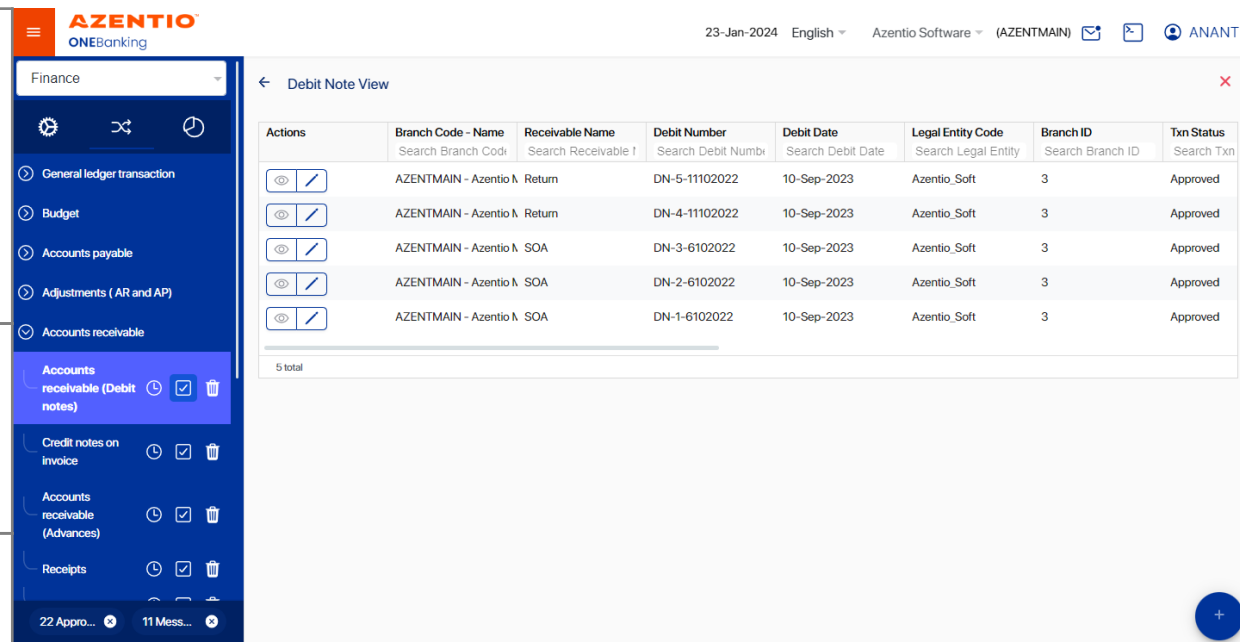 AZENTIO
ONEBanking
23-Jan-2024 English Azentio Software (AZENTMAIN) ANANT
Finance
Debit Note View
General ledger transaction
Budget
Accounts payable
Adjustments ( AR and AP)
Accounts receivable
Accounts
receivable (Debit
notes)
Credit notes on
invoice
Accounts
receivable
(Advances)
Receipts
22 Appro... 11 Mess...
Actions Branch Code - Name Receivable Name Debit Number Debit Date Legal Entity Code Branch ID Txn Status
Search Branch Code Search Receivable Search Debit Numbe Search Debit Date Search Legal Entity Search Branch ID Search Txn
AZENTMAIN - Azentio Return DN-5-11102022 10-Sep-2023 Azentio_Soft 3 Approved
AZENTMAIN - Azentio Return DN-4-11102022 10-Sep-2023 Azentio_Soft 3 Approved
AZENTMAIN - Azentio SOA DN-3-6102022 10-Sep-2023 Azentio_Soft 3 Approved
AZENTMAIN - Azentio SOA DN-2-6102022 10-Sep-2023 Azentio_Soft 3 Approved
AZENTMAIN - Azentio SOA DN-1-6102022 10-Sep-2023 Azentio_Soft 3 Approved
5 total